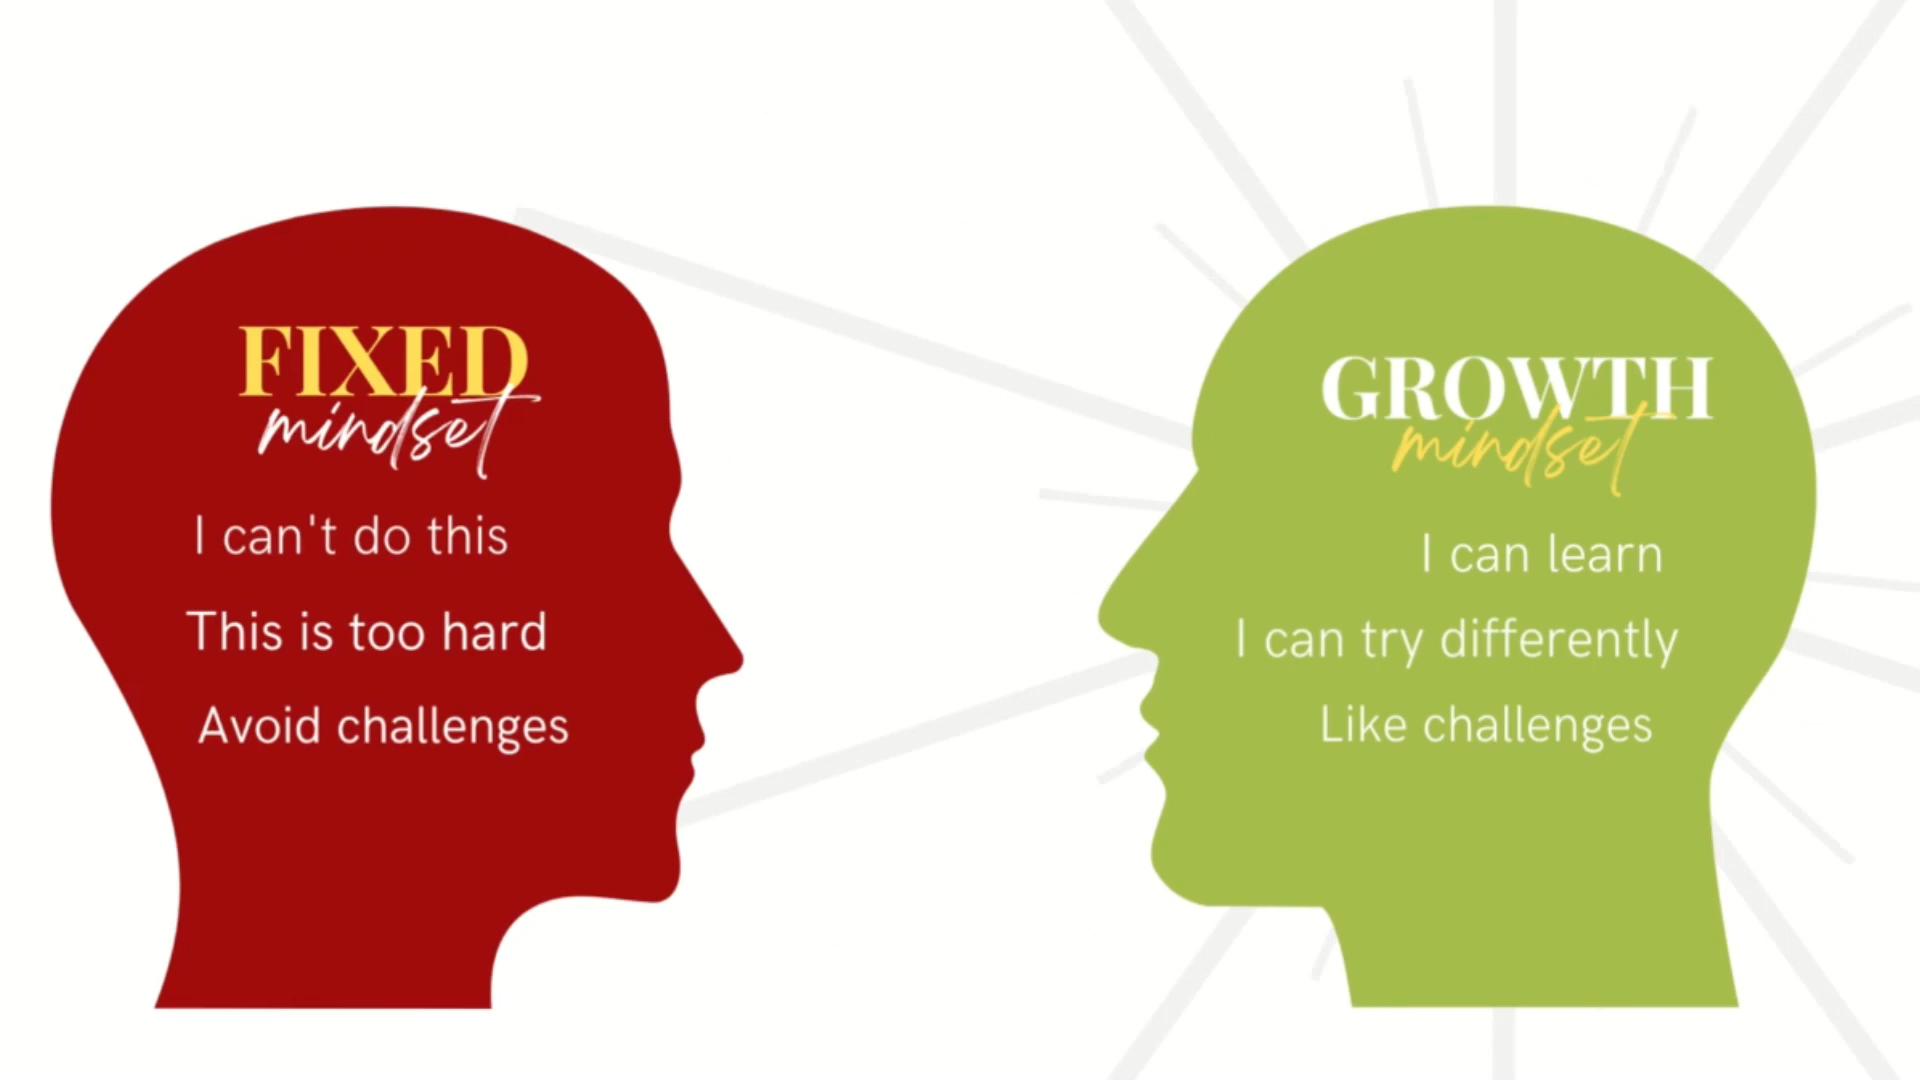 FIXED
mindset
I can't do this
This is too hard
Avoid challenges
GROWTH
mindset
I can learn
I can try differently
Like challenges